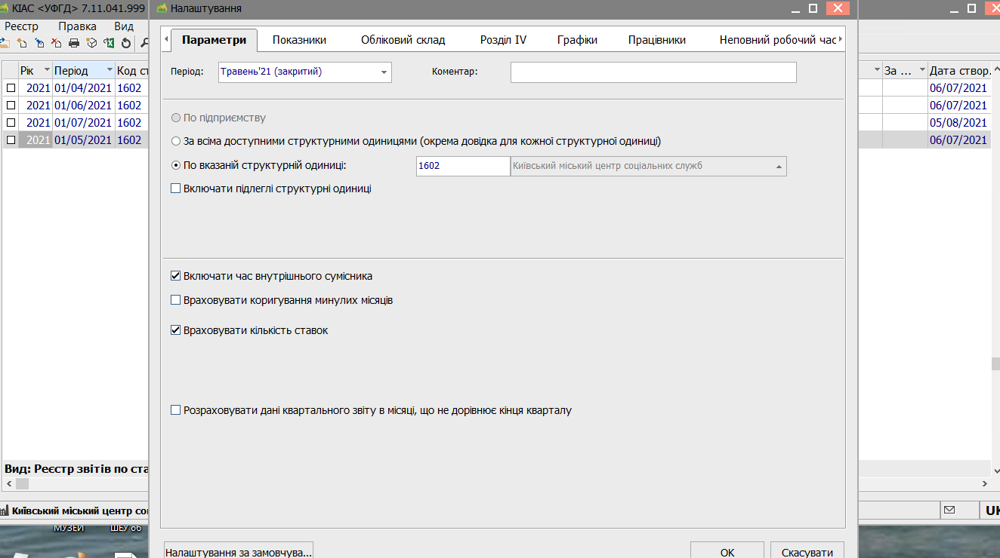 КІАС <УФГД> 7.11.041.999
Налаштування
Реєстр Правка Вид
Параметри Показники Обліковий склад Розділ IV Графіки Працівники Неповний робочий час
Рік Період Код ст За ... Дата створ.
Період: Травень'21 (закритий) Коментар:
2021 01/04/2021 1602 06/07/2021
2021 01/06/2021 1602 06/07/2021
2021 01/07/2021 1602 05/08/2021
2021 01/05/2021 1602 06/07/2021
По підприємству
За всіма доступними структурними одиницями (окрема довідка для кожної структурної одиниці)
По вказаній структурній одиниці: 1602 Київський міський центр соціальних служб
Включати підлеглі структурні одиниці
Включати час внутрішнього сумісника
Враховувати коригування минулих місяців
Враховувати кількість ставок
Розраховувати дані квартального звіту в місяці, що не дорівнює кінця кварталу
Вид: Реєстр звітів по ста
Київський міський центр соц
UK
МУЗЕЙ ШЕУ об
Налаштування за замовчува... OK Скасувати